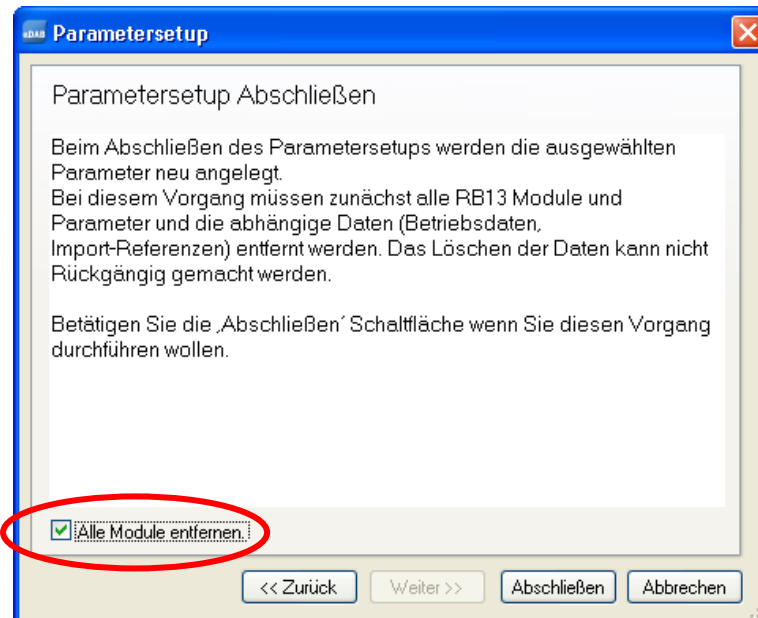 eDAB Parametersetup
Parametersetup Abschließen
Beim Abschließen des Parametersetups werden die ausgewählten
Parameter neu angelegt.
Bei diesem Vorgang müssen zunächst alle RB13 Module und
Parameter und die abhängige Daten (Betriebsdaten,
Import-Referenzen) entfernt werden. Das Löschen der Daten kann nicht
Rückgängig gemacht werden.
Betätigen Sie die ‚Abschließen´ Schaltfläche wenn Sie diesen Vorgang
durchführen wollen.
Alle Module entfernen.
<< Zurück Weiter >> Abschließen Abbrechen